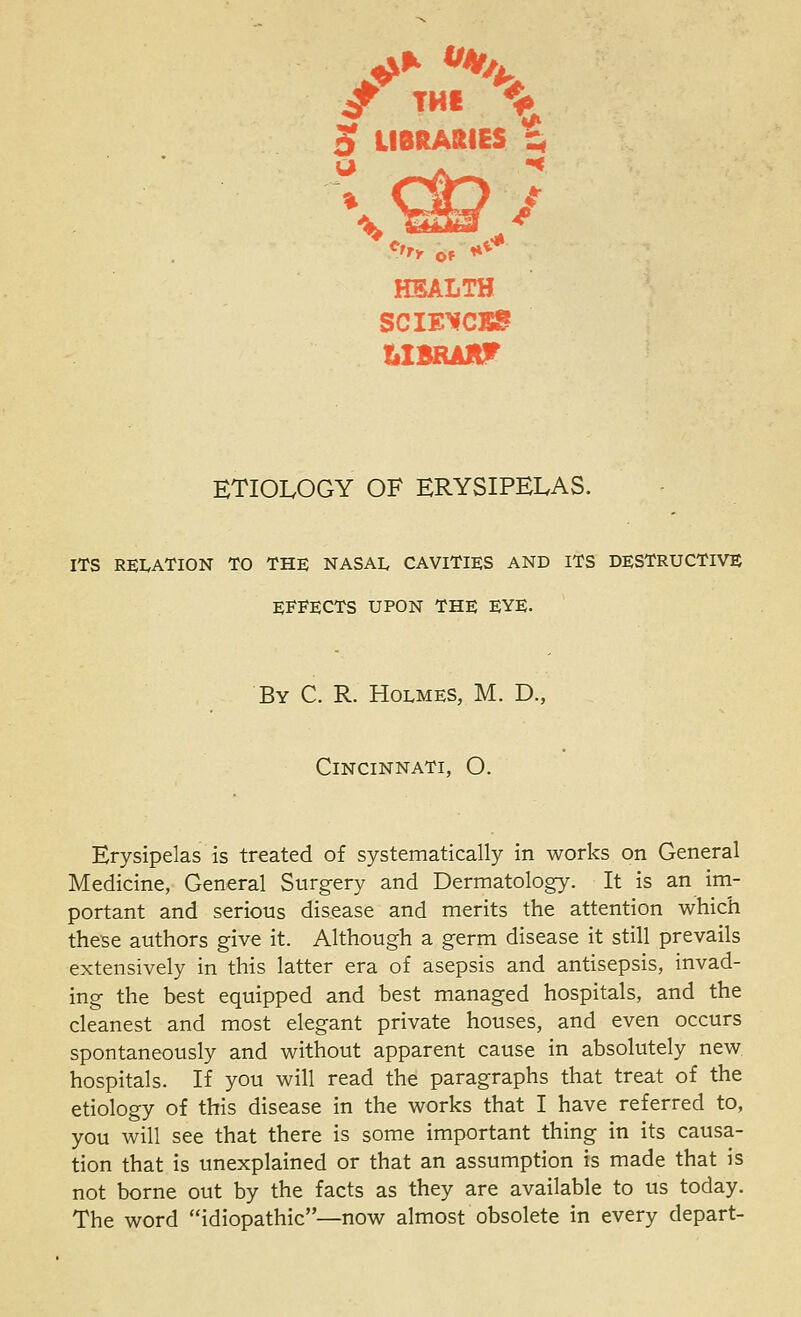 COLUMBIA UNIVERSITY
THE
LIBRARIES
CITY OF NEW
HEALTH
SCIENCES
LIBRARY
ETIOLOGY OF ERYSIPELAS.
ITS RELATION TO THE NASAL CAVITIES AND ITS DESTRUCTIVE
EFFECTS UPON THE EYE.
By C. R. Holmes, M. D.,
Cincinnati, O.
Erysipelas is treated of systematically in works on General
Medicine, General Surgery and Dermatology. It is an im-
portant and serious disease and merits the attention which
these authors give it. Although a germ disease it still prevails
extensively in this latter era of asepsis and antisepsis, invad-
ing the best equipped and best managed hospitals, and the
cleanest and most elegant private houses, and even occurs
spontaneously and without apparent cause in absolutely new
hospitals. If you will read the paragraphs that treat of the
etiology of this disease in the works that I have referred to,
you will see that there is some important thing in its causa-
tion that is unexplained or that an assumption is made that is
not borne out by the facts as they are available to us today.
The word “idiopathic”—now almost obsolete in every depart-